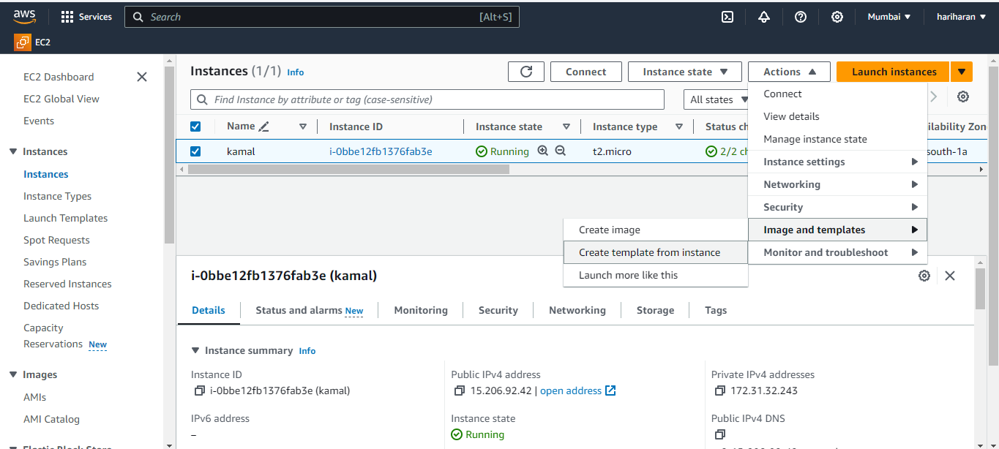 aws
Services
Search
[Alt+S]
Mumbai
hariharan
EC2
EC2 Dashboard
EC2 Global View
Events
Instances
Instances
Instance Types
Launch Templates
Spot Requests
Savings Plans
Reserved Instances
Dedicated Hosts
Capacity
Reservations New
Images
AMIs
AMI Catalog
Elastic Block Store
Instances (1/1) Info
Connect
Instance state
Actions
Launch instances
Find Instance by attribute or tag (case-sensitive)
All states
Name
Instance ID
Instance state
Instance type
Status ch
ilability Zon
kamal
i-0bbe12fb1376fab3e
Running
t2.micro
2/2 ch
south-1a
Connect
View details
Manage instance state
Instance settings
Networking
Security
Image and templates
Monitor and troubleshoot
Create image
Create template from instance
Launch more like this
i-0bbe12fb1376fab3e (kamal)
Details
Status and alarms New
Monitoring
Security
Networking
Storage
Tags
Instance summary Info
Instance ID
i-0bbe12fb1376fab3e (kamal)
Public IPv4 address
15.206.92.42 | open address
Private IPv4 addresses
172.31.32.243
IPv6 address
–
Instance state
Running
Public IPv4 DNS